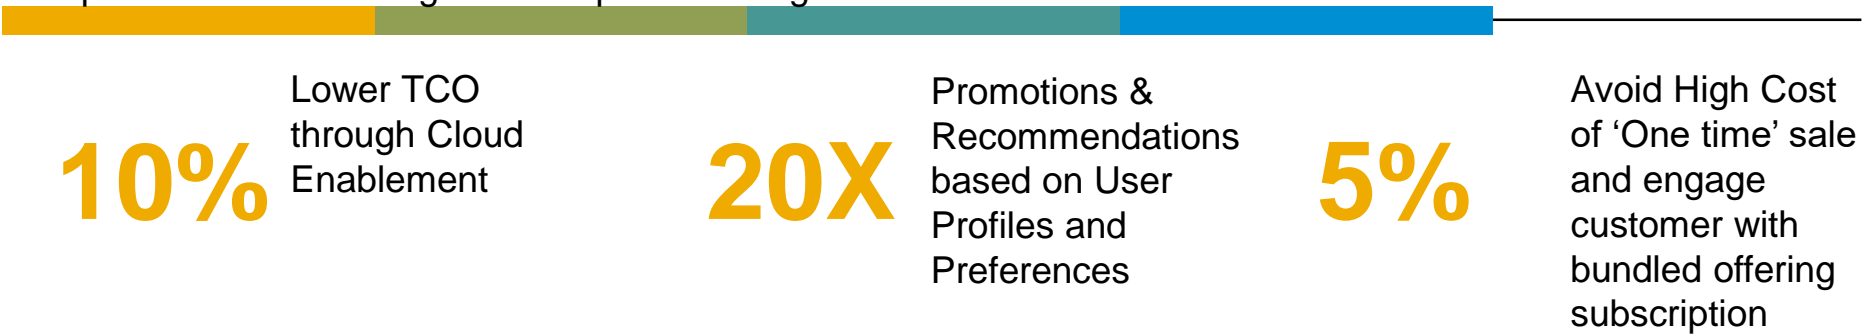 10%
Lower TCO
through Cloud
Enablement
20X
Promotions &
Recommendations
based on User
Profiles and
Preferences
5%
Avoid High Cost
of ‘One time’ sale
and engage
customer with
bundled offering
subscription